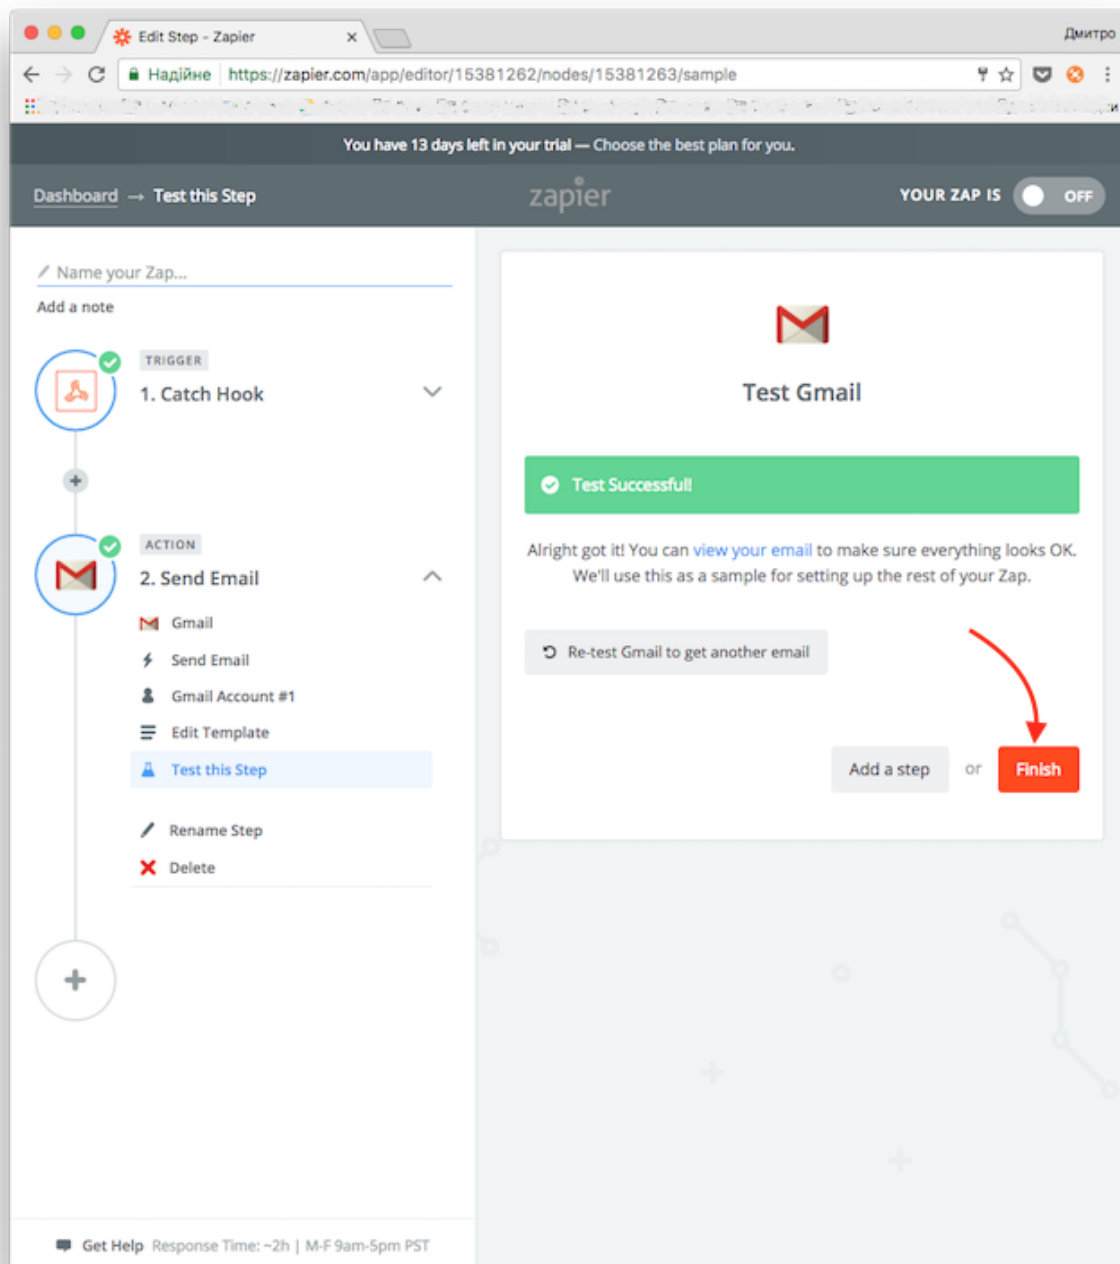 Edit Step - Zapier
Дмитро
Надійне https://zapier.com/app/editor/15381262/nodes/15381263/sample
You have 13 days left in your trial — Choose the best plan for you.
Dashboard → Test this Step
zapier
YOUR ZAP IS OFF
Name your Zap...
Add a note
TRIGGER
1. Catch Hook
ACTION
2. Send Email
Gmail
Send Email
Gmail Account #1
Edit Template
Test this Step
Rename Step
Delete
Get Help Response Time: ~2h | M-F 9am-5pm PST
Test Gmail
Test Successful!
Alright got it! You can view your email to make sure everything looks OK.
We'll use this as a sample for setting up the rest of your Zap.
Re-test Gmail to get another email
Add a step or Finish